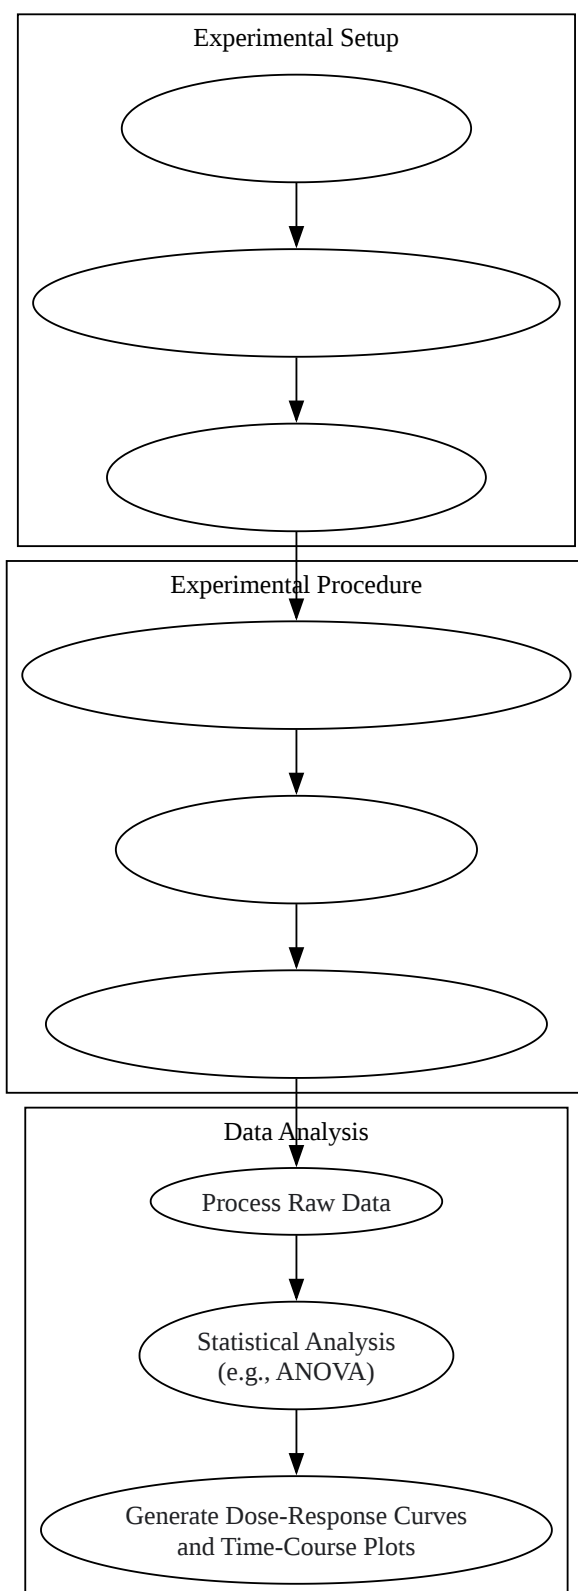 Experimental Setup
Experimental Procedure
Data Analysis
Process Raw Data
Statistical Analysis
(e.g., ANOVA)
Generate Dose-Response Curves
and Time-Course Plots